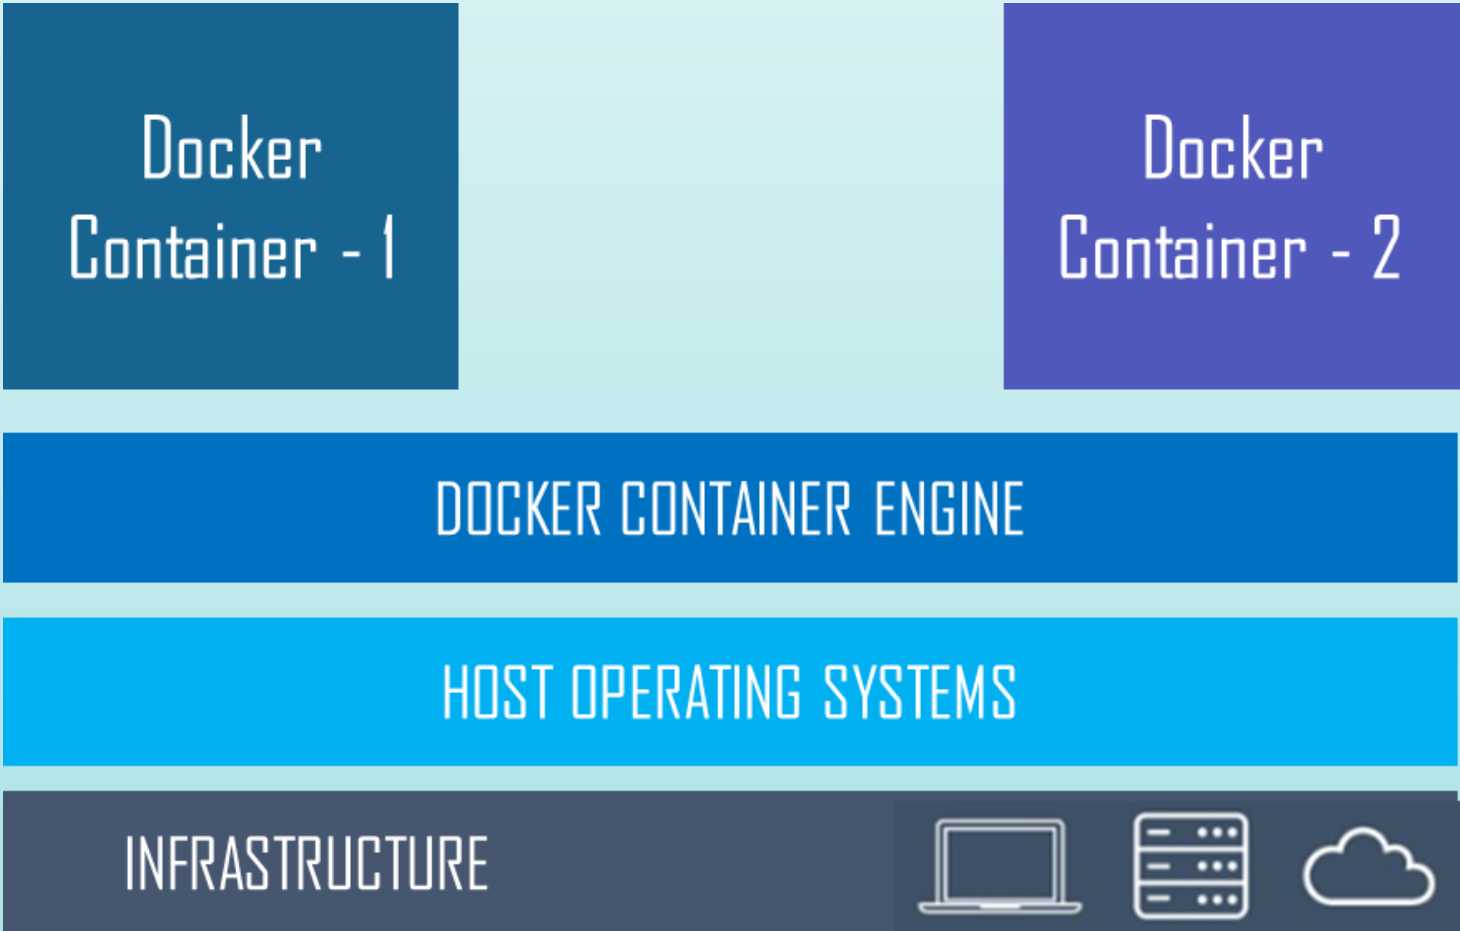 Docker
Container - 1
Docker
Container - 2
DOCKER CONTAINER ENGINE
HOST OPERATING SYSTEMS
INFRASTRUCTURE